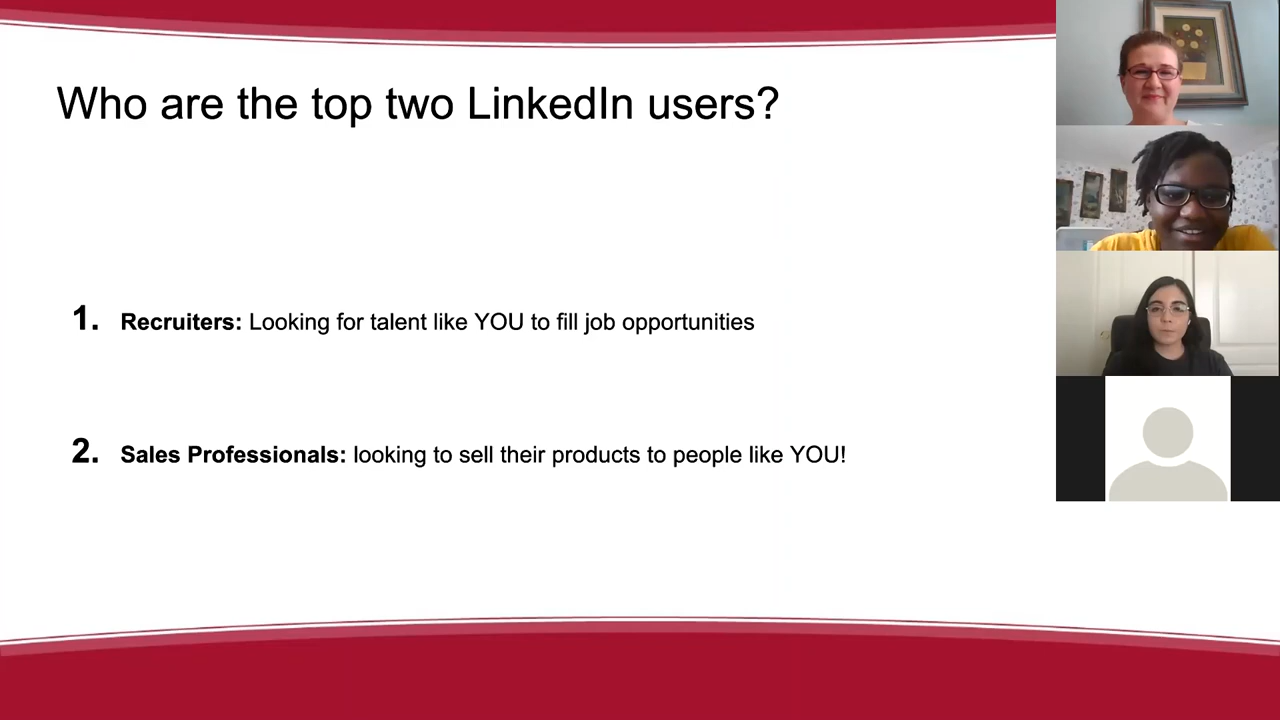 Who are the top two LinkedIn users?
1. Recruiters: Looking for talent like YOU to fill job opportunities
2. Sales Professionals: looking to sell their products to people like YOU!